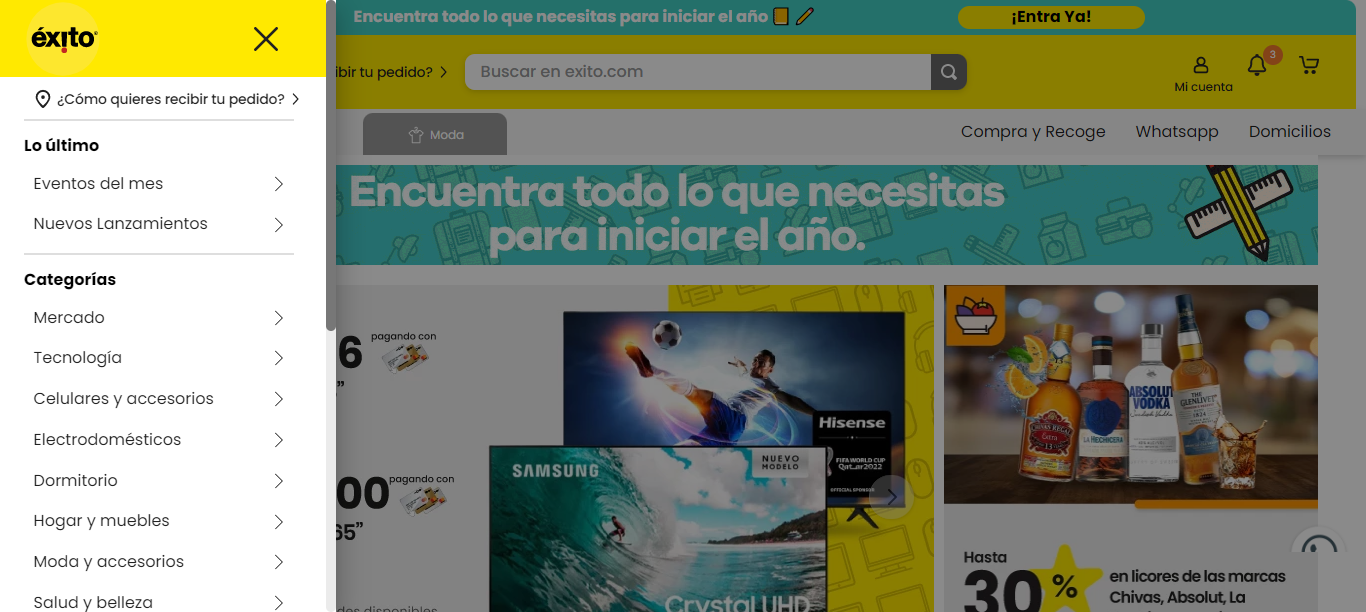 éxito
¿Cómo quieres recibir tu pedido?
Lo último
Eventos del mes
Nuevos Lanzamientos
Categorías
Mercado
Tecnología
Celulares y accesorios
Electrodomésticos
Dormitorio
Hogar y muebles
Moda y accesorios
Salud y belleza
Encuentra todo lo que necesitas para iniciar el año
¡Entra Ya!
ibir tu pedido?
Buscar en exito.com
Mi cuenta
3
Moda
Compra y Recoge
Whatsapp
Domicilios
Encuentra todo lo que necesitas
para iniciar el año.
6
pagando con
”
00
pagando con
65”
des disponibles
Hisense
FIFA WORLD CUP
Qatar2022
OFFICIAL SPONSOR
SAMSUNG
NUEVO
MODELO
Crystal UHD
CHIVAS REGAL
Extra
13
LA HECHICERA
ABSOLUT
VODKA
THE
GLENLIVET
1824
Hasta
30%
en licores de las marcas
Chivas, Absolut, La